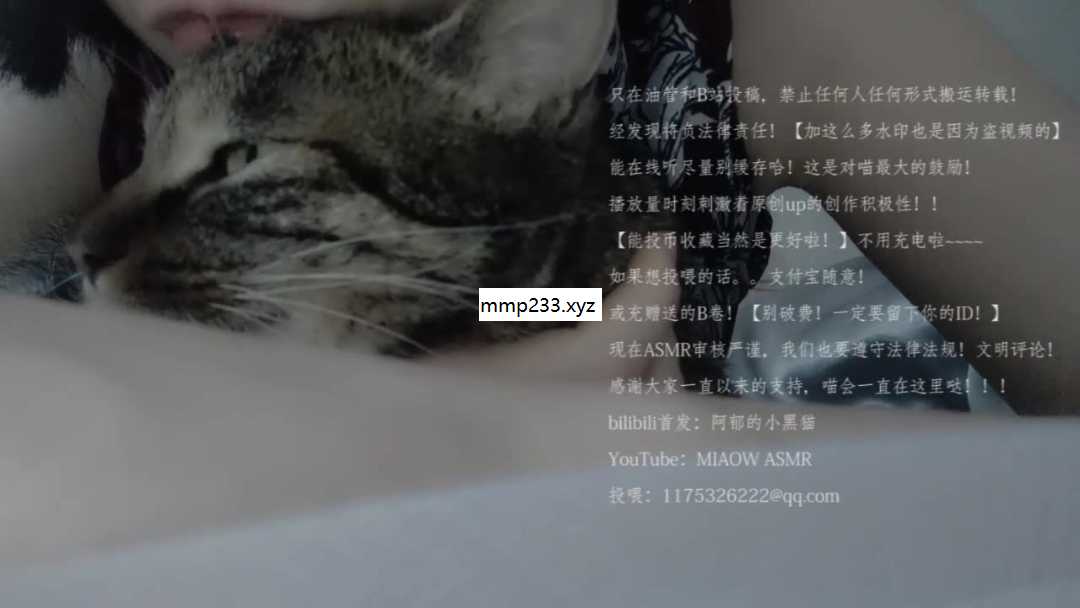 只在油管和B站投稿，禁止任何人任何形式搬运转载！
经发现将负法律责任！【加这么多水印也是因为盗视频的】
能在线听尽量别缓存哈！这是对喵最大的鼓励！
播放量时刻刺激着原创up的创作积极性！！
【能投币收藏当然是更好啦！】不用充电啦~~~~
如果想投喂的话。。支付宝随意！
mmp233.xyz
或充赠送的B卷！【别破费！一定要留下你的ID！】
现在ASMR审核严谨，我们也要遵守法律法规！文明评论！
感谢大家一直以来的支持，喵会一直在这里哒！！！
bilibili首发：阿郁的小黑猫
YouTube：MIAOW ASMR
投喂：1175326222@qq.com